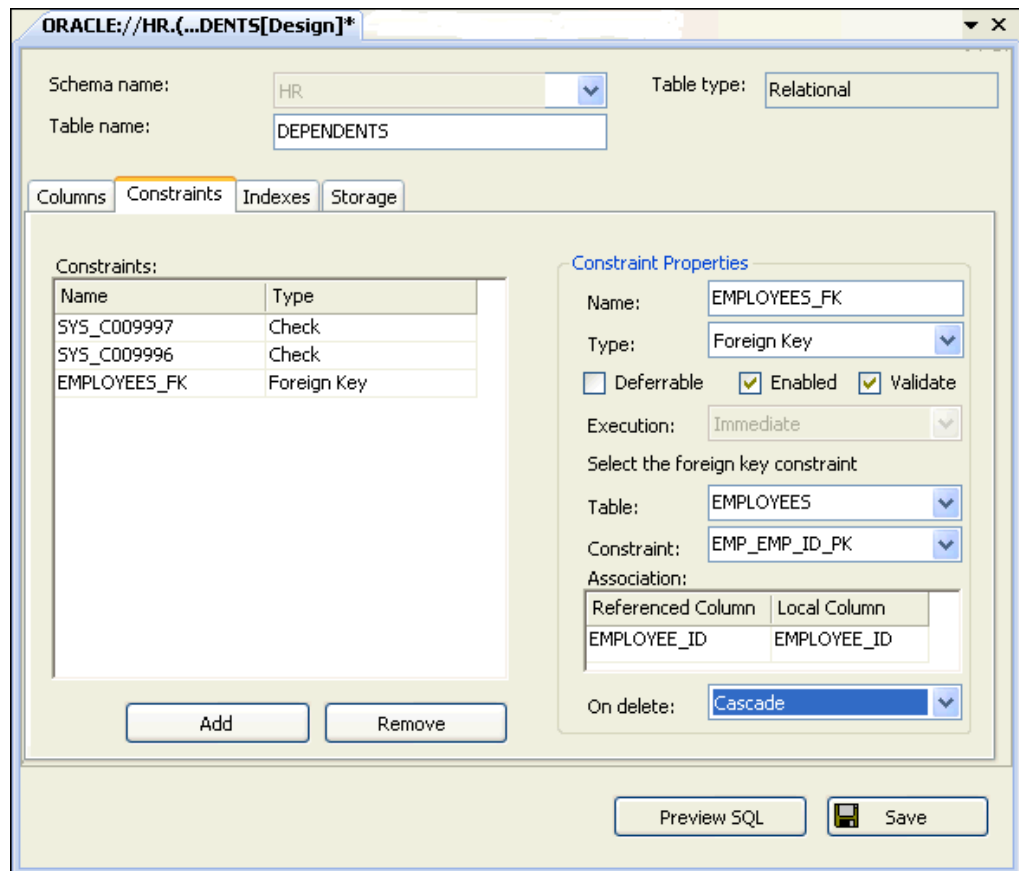 ORACLE://HR.(...DENTS[Design]*
Schema name: HR Table type: Relational
Table name: DEPENDENTS
Columns Constraints Indexes Storage
Constraints:
Name Type
SYS_C009997 Check
SYS_C009996 Check
EMPLOYEES_FK Foreign Key
Add Remove
Constraint Properties
Name: EMPLOYEES_FK
Type: Foreign Key
Deferrable Enabled Validate
Execution: Immediate
Select the foreign key constraint
Table: EMPLOYEES
Constraint: EMP_EMP_ID_PK
Association:
Referenced Column Local Column
EMPLOYEE_ID EMPLOYEE_ID
On delete: Cascade
Preview SQL Save